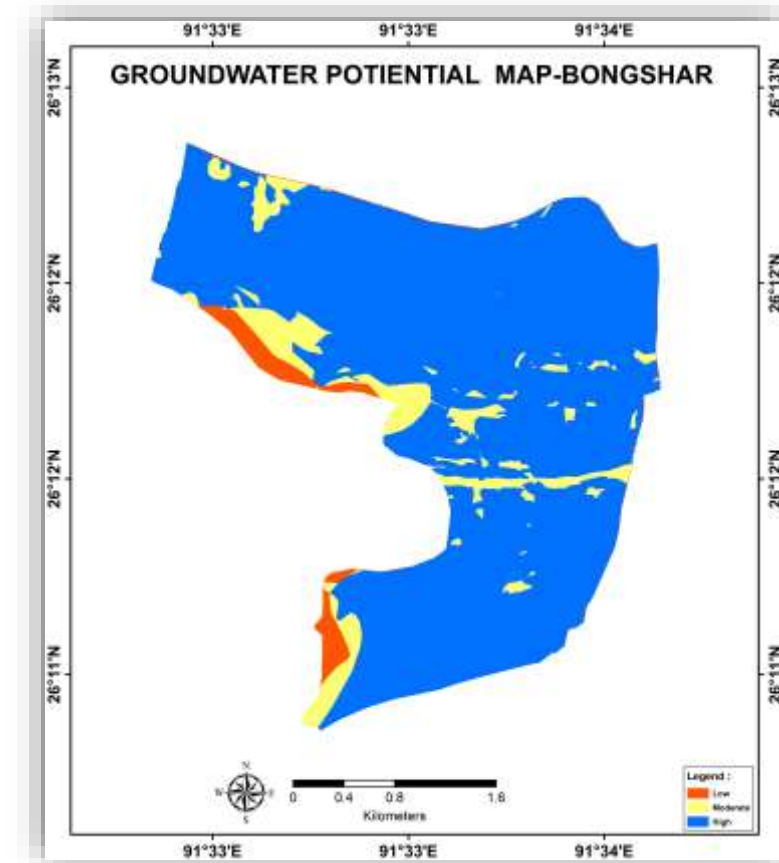 91°33'E 91°33'E 91°34'E
GROUNDWATER POTIENTIAL MAP-BONGSHAR
26°13'N 26°13'N
26°12'N 26°12'N
26°12'N 26°12'N
26°11'N 26°11'N
N
W E
S
0 0.4 0.8 1.6
Kilometers
Legend :
Low
Moderate
High
91°33'E 91°33'E 91°34'E